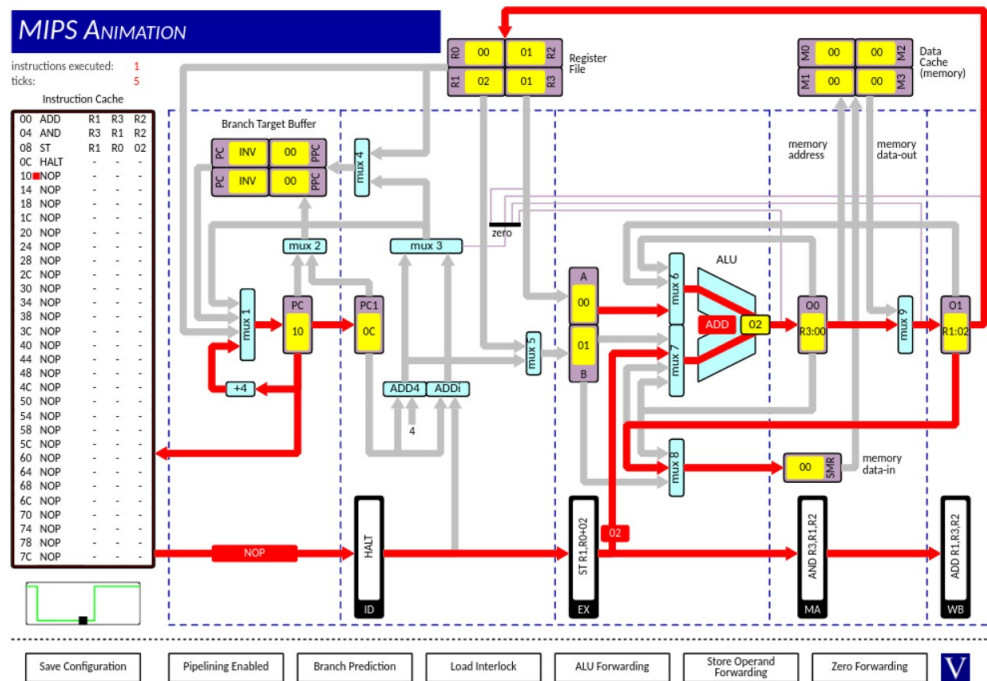 MIPS ANIMATION
instructions executed: 1
ticks: 5
Instruction Cache
00 ADD R1 R3 R2
04 AND R3 R1 R2
08 ST R1 R0 02
0C HALT - - -
10 NOP - - -
14 NOP - - -
18 NOP - - -
1C NOP - - -
20 NOP - - -
24 NOP - - -
28 NOP - - -
2C NOP - - -
30 NOP - - -
34 NOP - - -
38 NOP - - -
3C NOP - - -
40 NOP - - -
44 NOP - - -
48 NOP - - -
4C NOP - - -
50 NOP - - -
54 NOP - - -
58 NOP - - -
5C NOP - - -
60 NOP - - -
64 NOP - - -
68 NOP - - -
6C NOP - - -
70 NOP - - -
74 NOP - - -
78 NOP - - -
7C NOP - - -
R0 00 01 R2
R1 02 01 R3
Register
File
M0 00 00 M2
M1 00 00 M3
Data
Cache
(memory)
Branch Target Buffer
PC INV 00 PPC
PC INV 00 PPC
mux 4
memory
address
memory
data-out
zero
mux 2
mux 3
mux 1
PC
10
PC1
0C
+4
ADD4
ADDi
4
mux 5
A
00
01
B
mux 6
mux 7
ALU
ADD
02
O0
R3:00
mux 9
O1
R1:02
mux 8
00 SMR
memory
data-in
NOP
HALT
ID
ST R1,R0+02
EX
02
AND R3,R1,R2
MA
ADD R1,R3,R2
WB
Save Configuration
Pipelining Enabled
Branch Prediction
Load Interlock
ALU Forwarding
Store Operand
Forwarding
Zero Forwarding
V